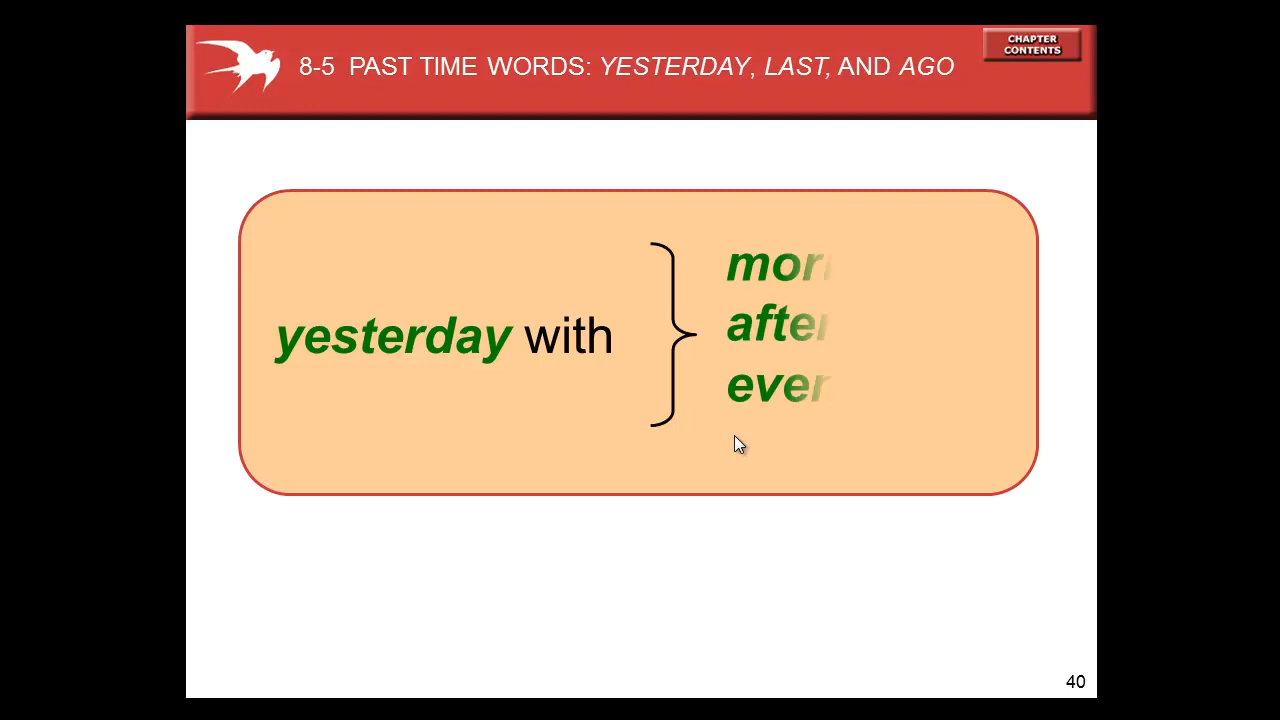 CHAPTER
CONTENTS
8-5 PAST TIME WORDS: YESTERDAY, LAST, AND AGO
yesterday with
40